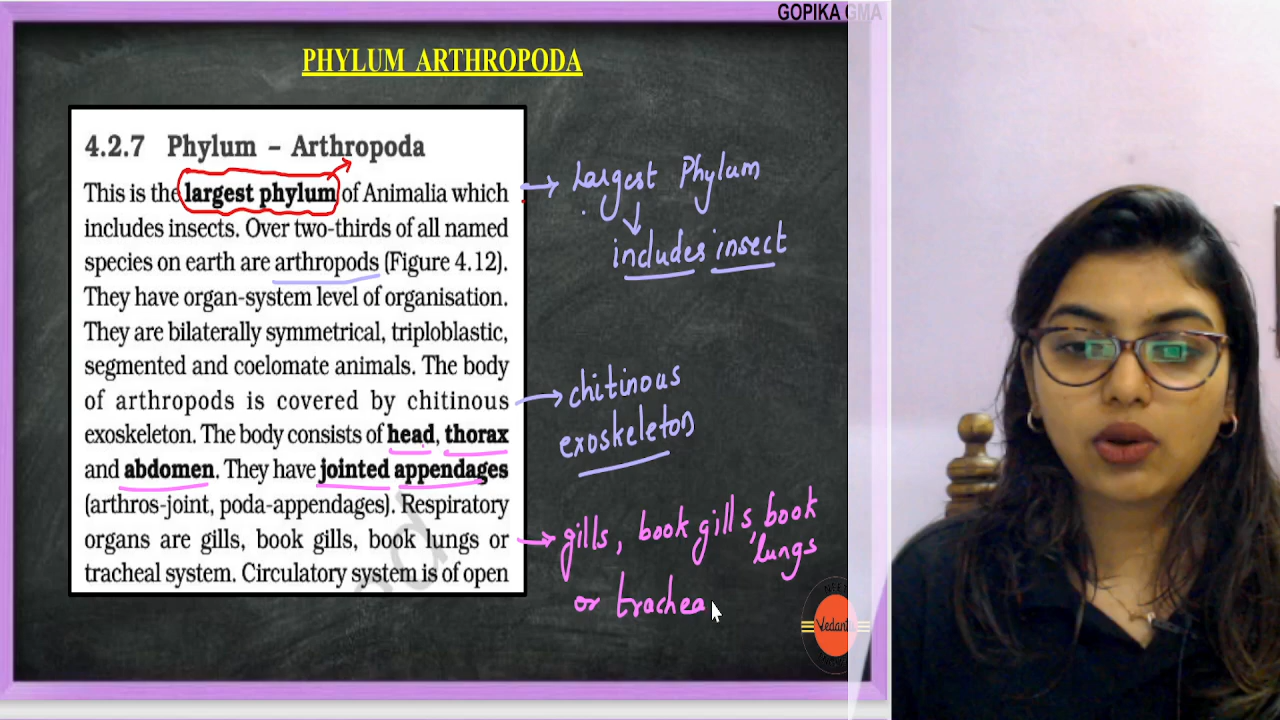 GOPIKA GMA
PHYLUM ARTHROPODA
4.2.7 Phylum – Arthropoda
This is the largest phylum of Animalia which
includes insects. Over two-thirds of all named
species on earth are arthropods (Figure 4.12).
They have organ-system level of organisation.
They are bilaterally symmetrical, triploblastic,
segmented and coelomate animals. The body
of arthropods is covered by chitinous
exoskeleton. The body consists of head, thorax
and abdomen. They have jointed appendages
(arthros-joint, poda-appendages). Respiratory
organs are gills, book gills, book lungs or
tracheal system. Circulatory system is of open
Largest Phylum
includes insect
chitinous
exoskeleton
gills, book gills, book
lungs
or trachea
Vedant